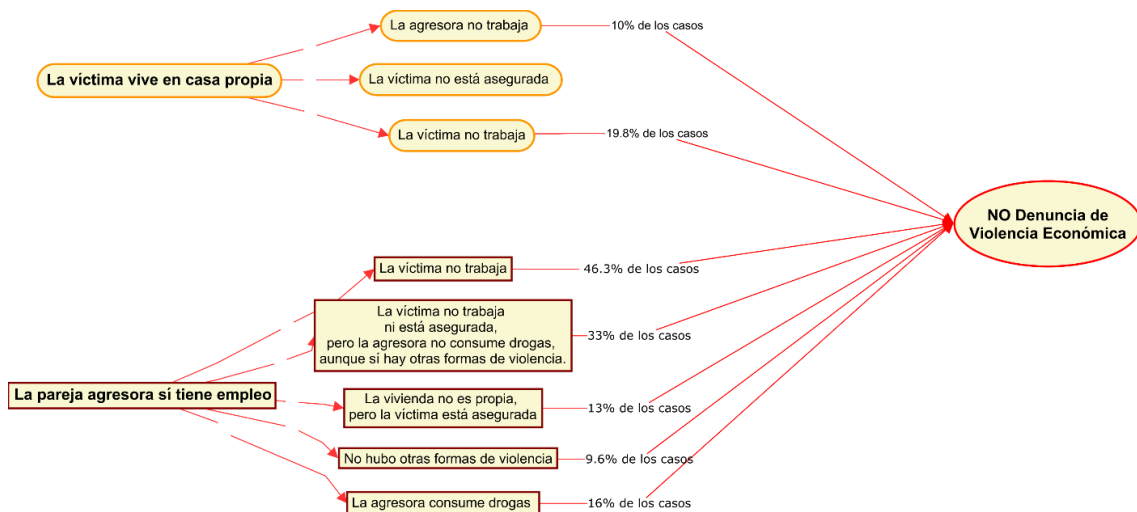 La agresora no trabaja
10% de los casos
La víctima vive en casa propia
La víctima no está asegurada
La víctima no trabaja
19.8% de los casos
NO Denuncia de
Violencia Económica
La víctima no trabaja
46.3% de los casos
La víctima no trabaja
ni está asegurada,
pero la agresora no consume drogas,
aunque sí hay otras formas de violencia.
33% de los casos
La pareja agresora sí tiene empleo
La vivienda no es propia,
pero la víctima está asegurada
13% de los casos
No hubo otras formas de violencia
9.6% de los casos
La agresora consume drogas
16% de los casos